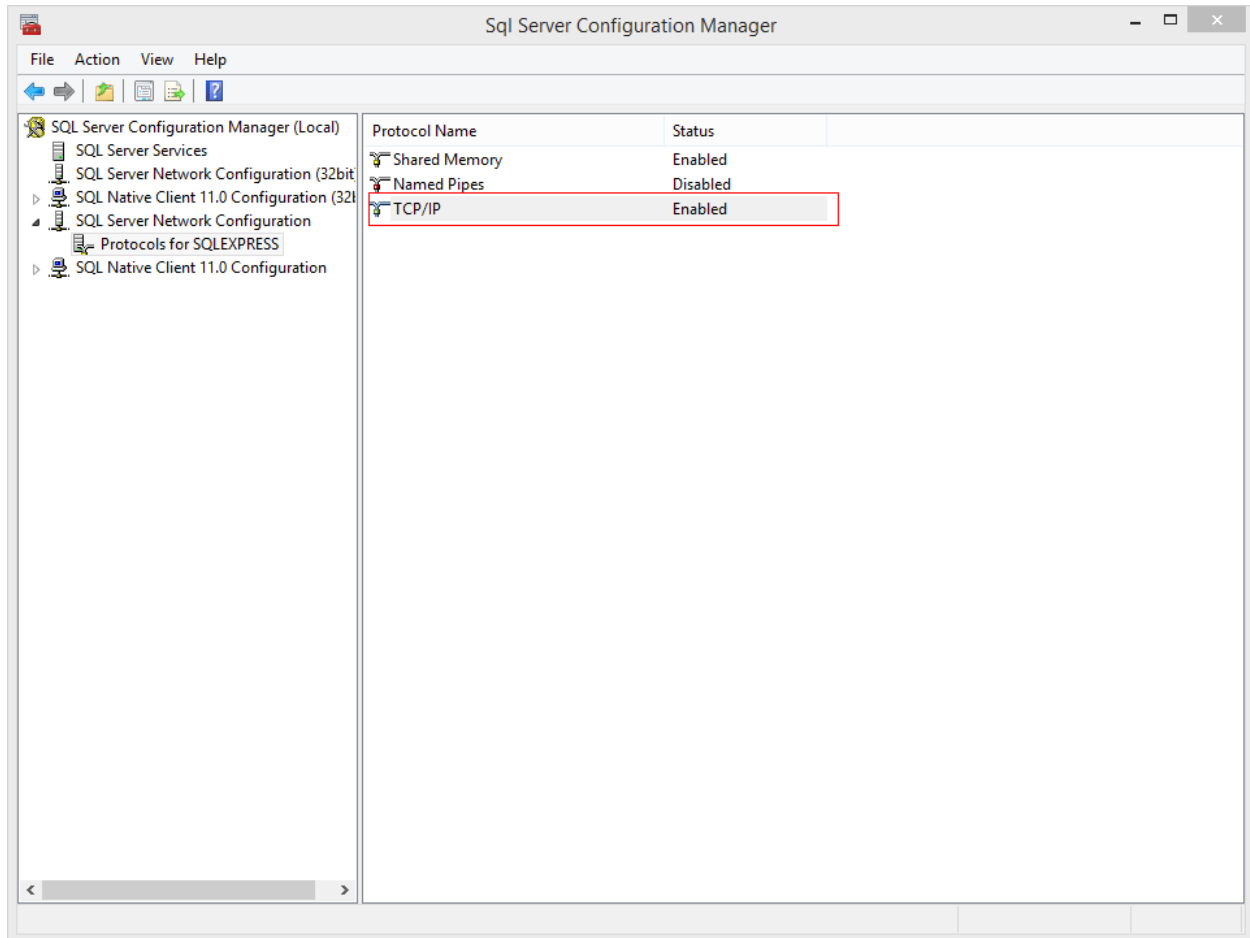 Sql Server Configuration Manager
File Action View Help
SQL Server Configuration Manager (Local)
SQL Server Services
SQL Server Network Configuration (32bit
SQL Native Client 11.0 Configuration (32b
SQL Server Network Configuration
Protocols for SQLEXPRESS
SQL Native Client 11.0 Configuration
Protocol Name Status
Shared Memory Enabled
Named Pipes Disabled
TCP/IP Enabled